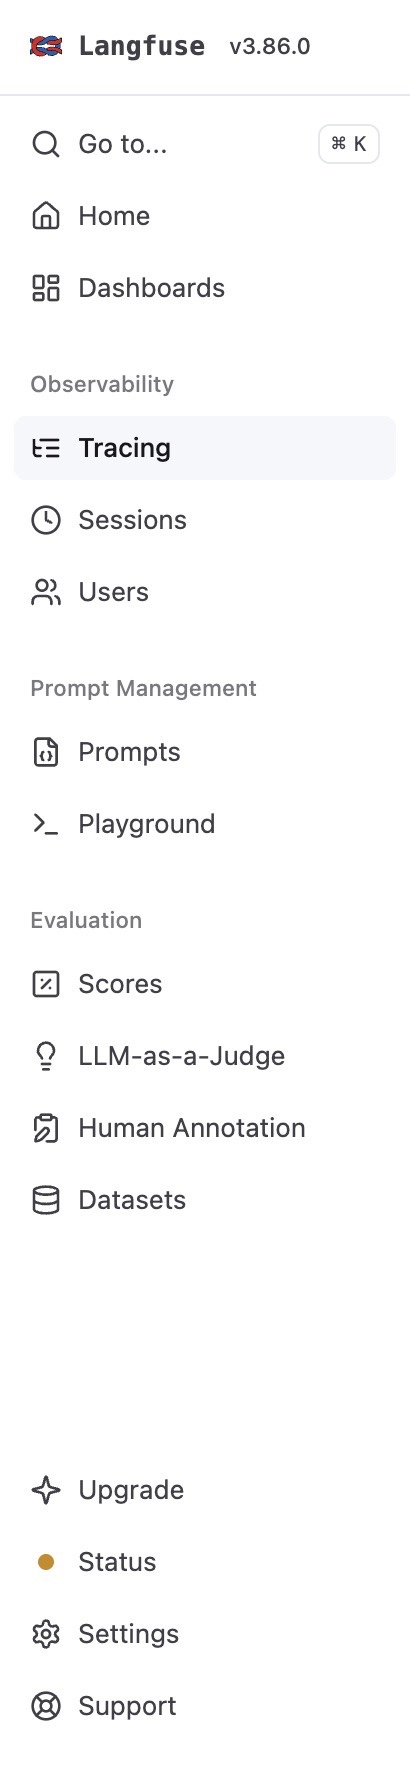 Langfuse v3.86.0
Go to... ⌘ K
Home
Dashboards
Observability
Tracing
Sessions
Users
Prompt Management
Prompts
Playground
Evaluation
Scores
LLM-as-a-Judge
Human Annotation
Datasets
Upgrade
Status
Settings
Support